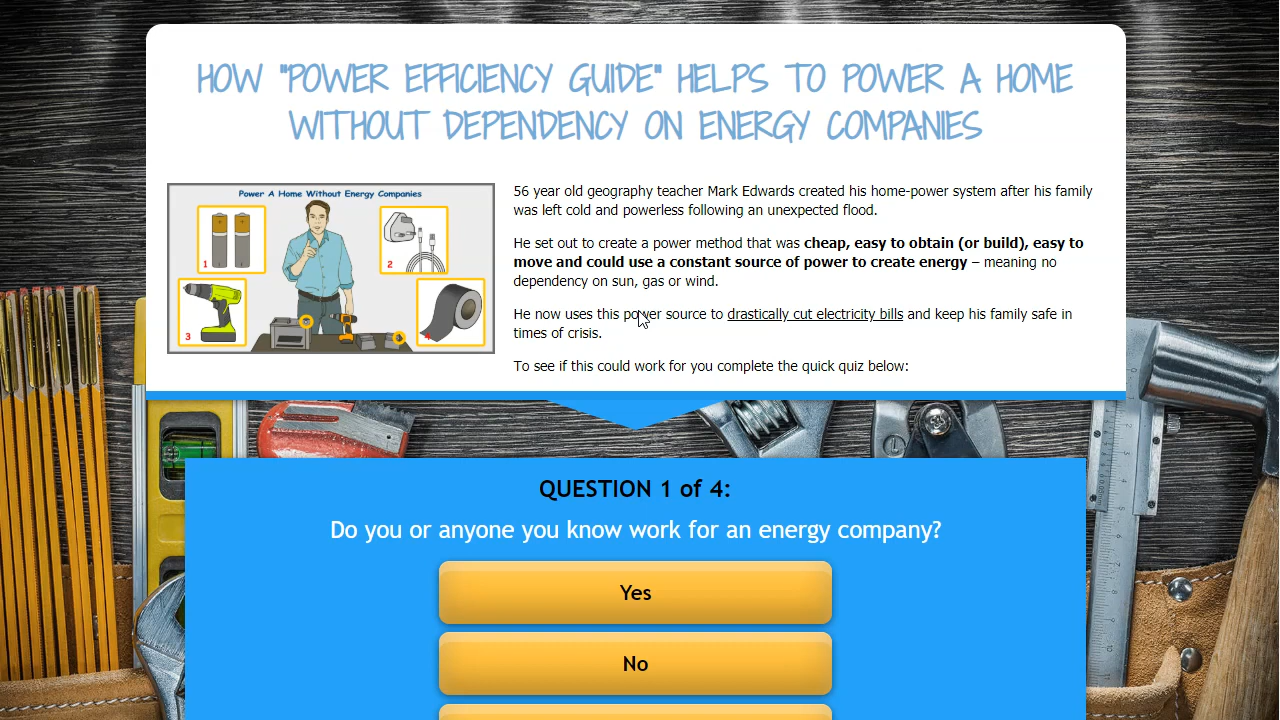 HOW "POWER EFFICIENCY GUIDE" HELPS TO POWER A HOME
WITHOUT DEPENDENCY ON ENERGY COMPANIES
Power A Home Without Energy Companies
1
2
3
4
56 year old geography teacher Mark Edwards created his home-power system after his family
was left cold and powerless following an unexpected flood.
He set out to create a power method that was cheap, easy to obtain (or build), easy to
move and could use a constant source of power to create energy – meaning no
dependency on sun, gas or wind.
He now uses this power source to drastically cut electricity bills and keep his family safe in
times of crisis.
To see if this could work for you complete the quick quiz below:
QUESTION 1 of 4:
Do you or anyone you know work for an energy company?
Yes
No